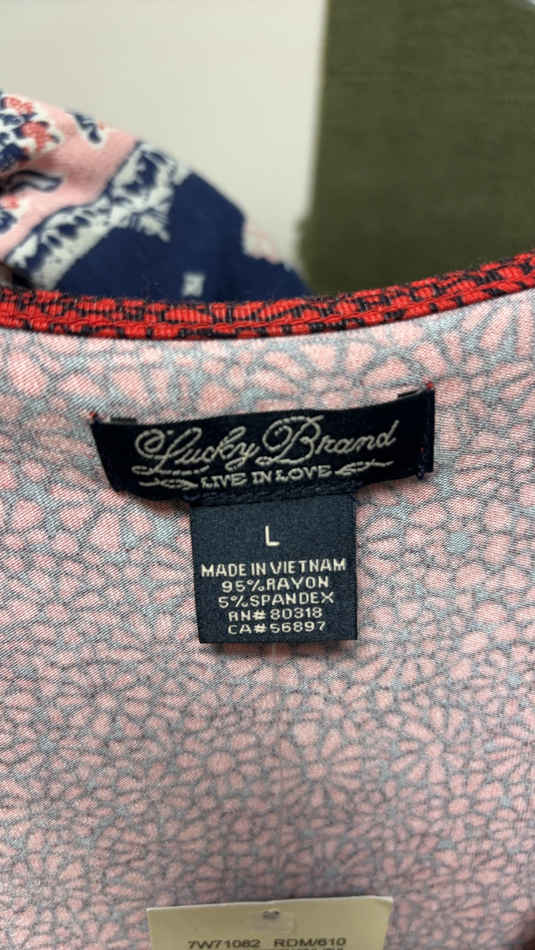 Lucky Brand
LIVE IN LOVE
L
MADE IN VIETNAM
95%RAYON
5%SPANDEX
RN# 80318
CA#56897
7W71082 RDM/610